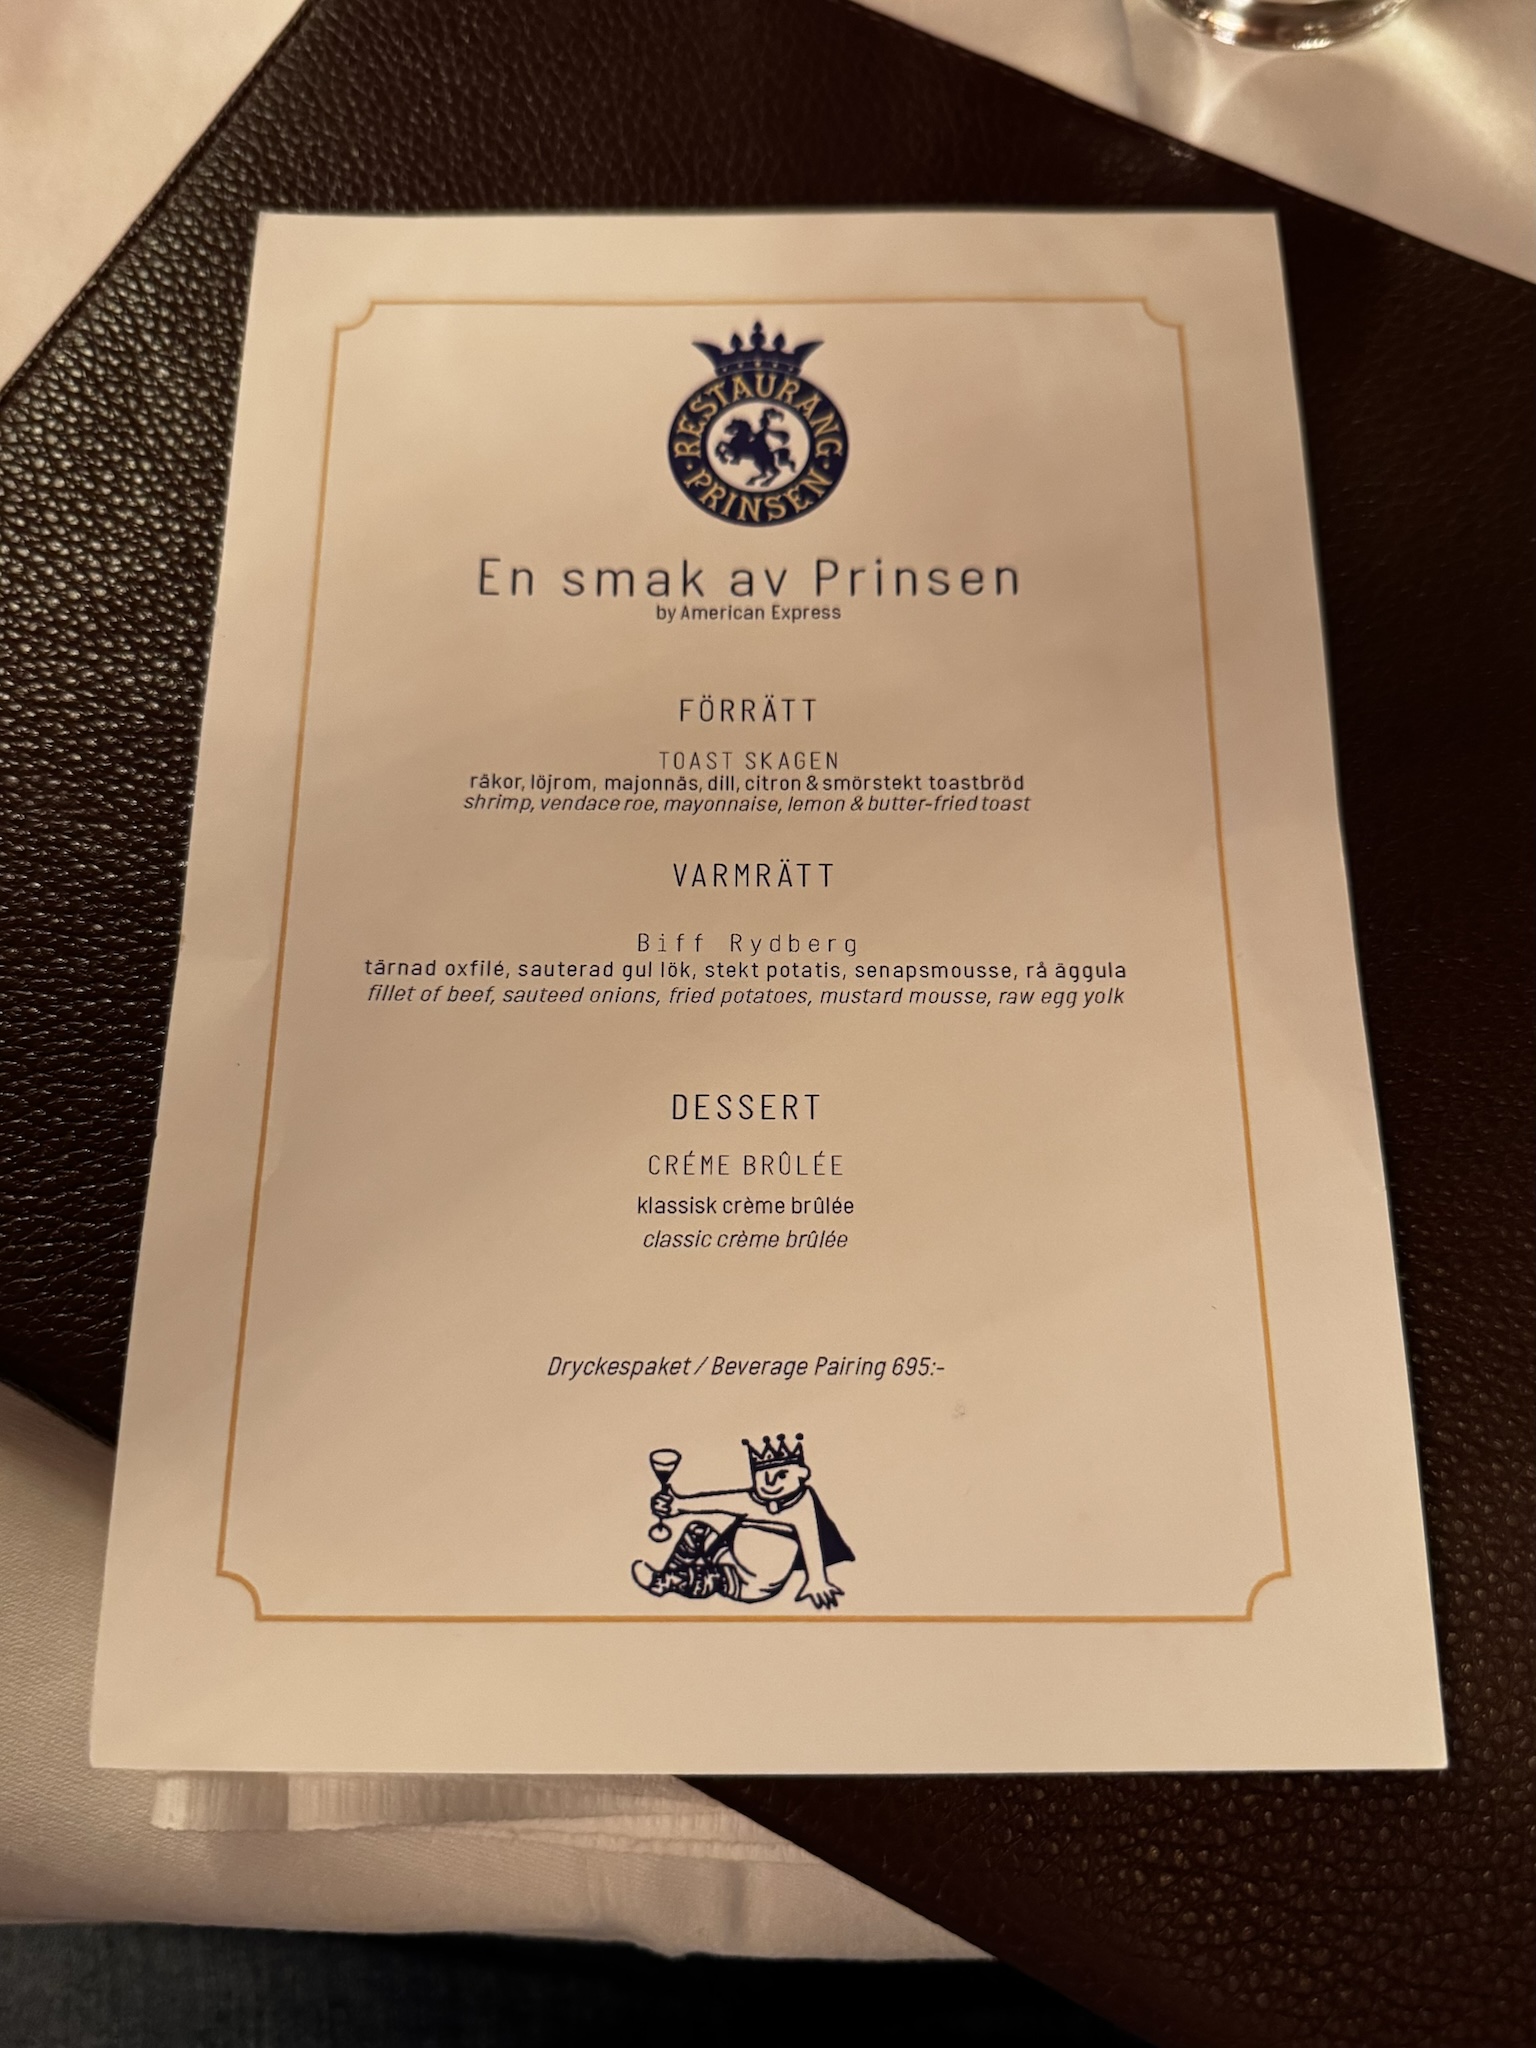 RESTAURANG
PRINSEN
En smak av Prinsen
by American Express
FÖRRÄTT
TOAST SKAGEN
räkor, löjrom, majonnäs, dill, citron & smörstekt toastbröd
shrimp, vendace roe, mayonnaise, lemon & butter-fried toast
VARMRÄTT
Biff Rydberg
tärnad oxfilé, sauterad gul lök, stekt potatis, senapsmousse, rå äggula
fillet of beef, sauteed onions, fried potatoes, mustard mousse, raw egg yolk
DESSERT
CRÉME BRÛLÉE
klassisk crème brûlée
classic crème brûlée
Dryckespaket / Beverage Pairing 695:-